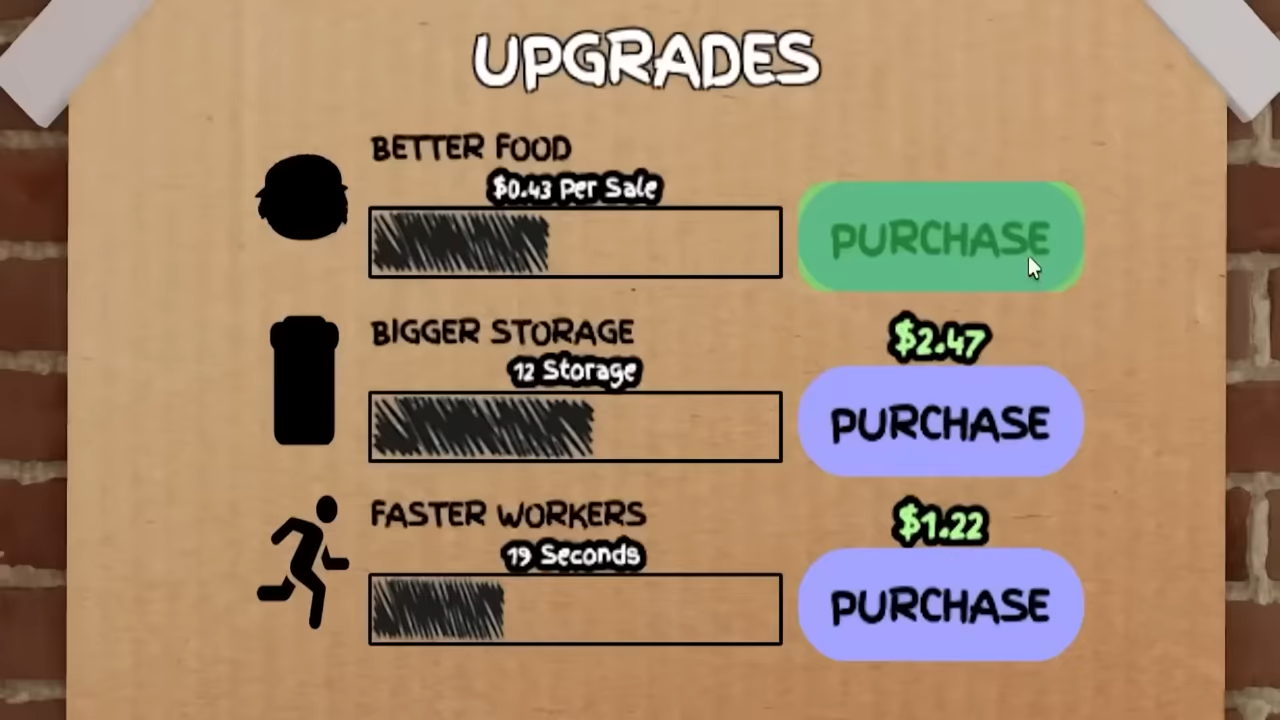 UPGRADES
BETTER FOOD
$0.43 Per Sale
PURCHASE
BIGGER STORAGE
12 Storage
$2.47
PURCHASE
FASTER WORKERS
19 Seconds
$1.22
PURCHASE